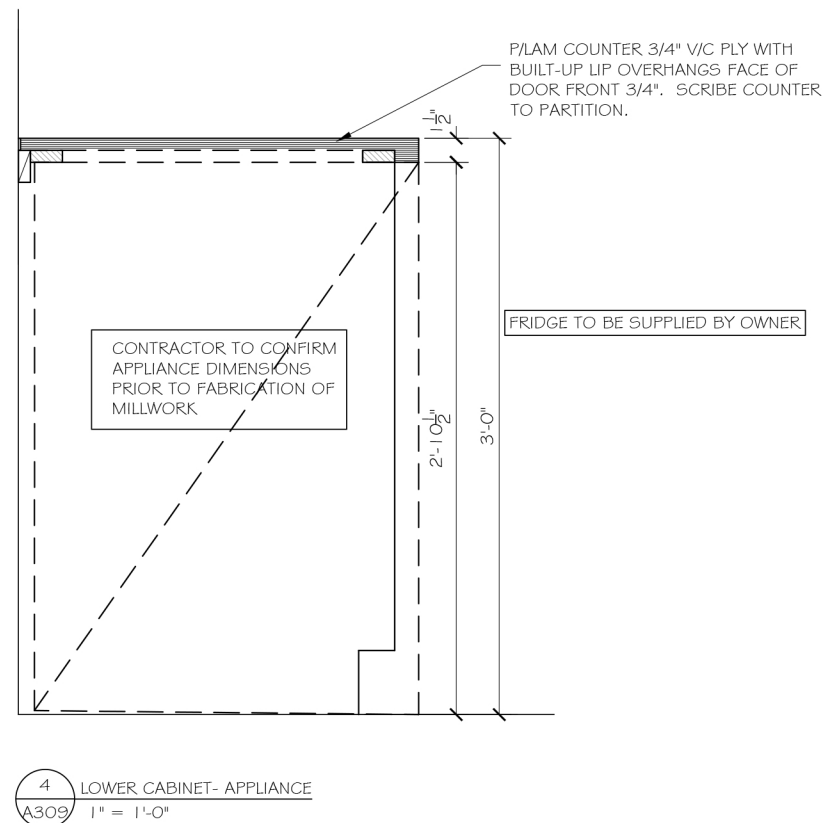 P/LAM COUNTER 3/4" V/C PLY WITH
BUILT-UP LIP OVERHANGS FACE OF
DOOR FRONT 3/4".  SCRIBE COUNTER
TO PARTITION.
1 1/2"
FRIDGE TO BE SUPPLIED BY OWNER
CONTRACTOR TO CONFIRM
APPLIANCE DIMENSIONS
PRIOR TO FABRICATION OF
MILLWORK
2'-10 1/2"
3'-0"
4
A309
LOWER CABINET- APPLIANCE
1" = 1'-0"